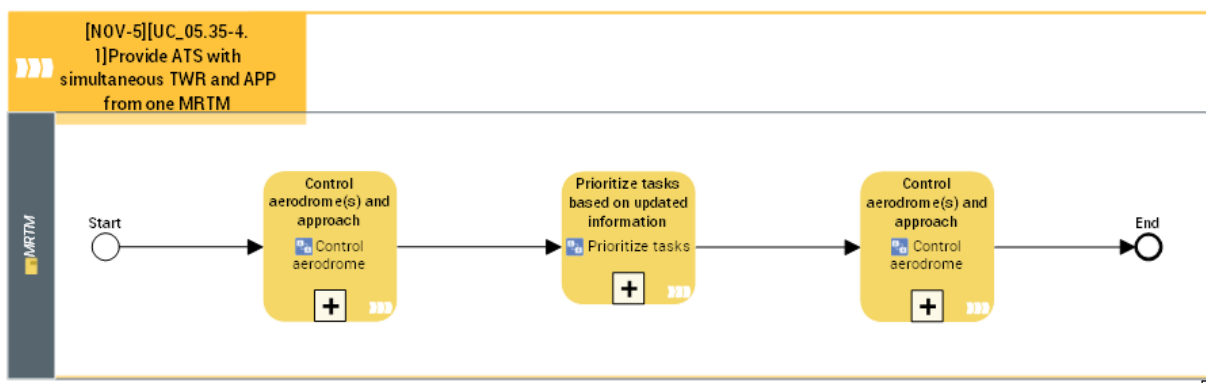 [NOV-5][UC_05.35-4.
1]Provide ATS with
simultaneous TWR and APP
from one MRTM
MRTM
Start
Control
aerodrome(s) and
approach
Control
aerodrome
+
Prioritize tasks
based on updated
information
Prioritize tasks
+
Control
aerodrome(s) and
approach
Control
aerodrome
+
End